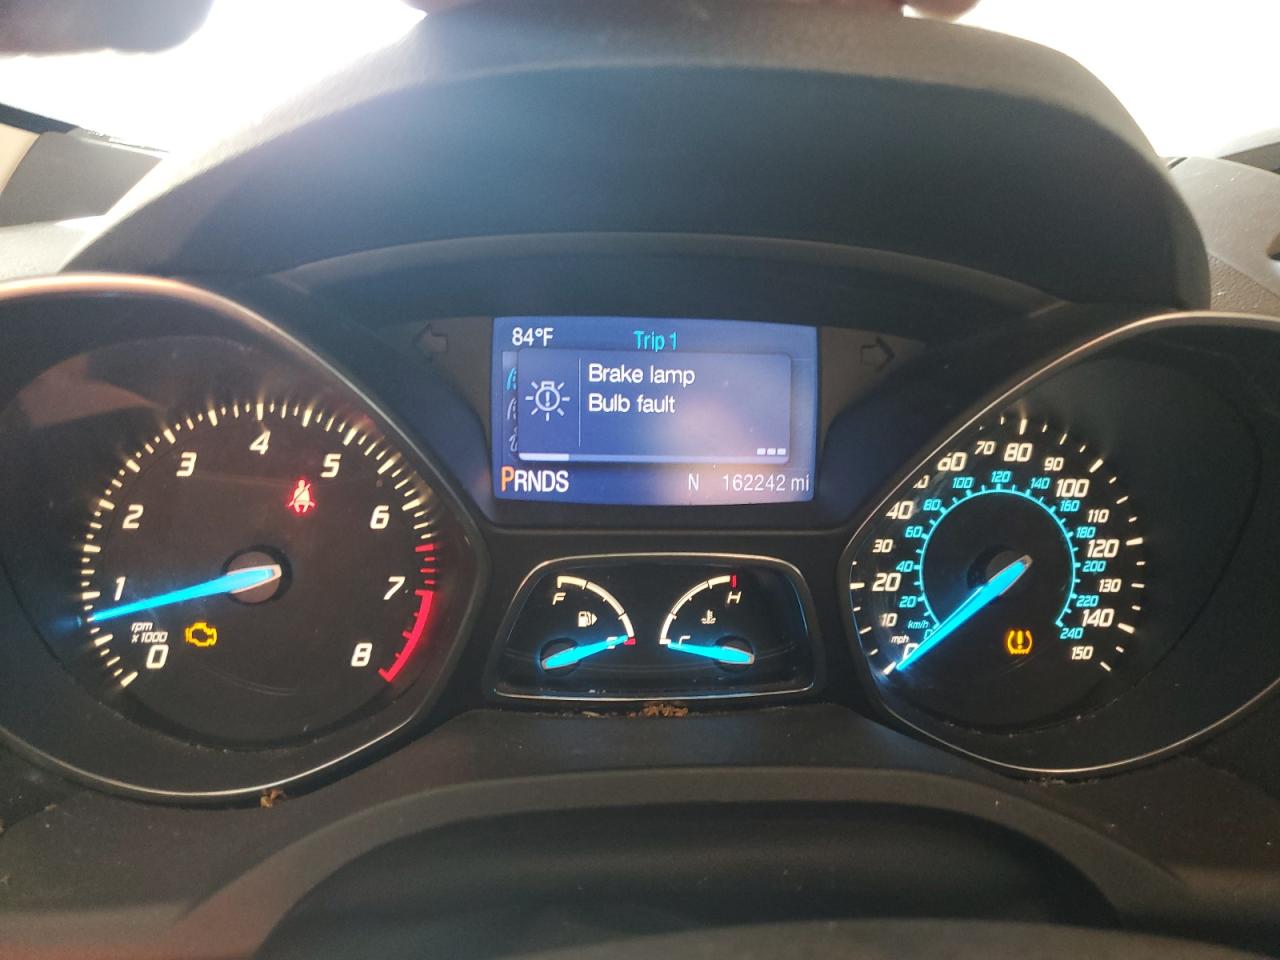 84°F Trip 1
Brake lamp
Bulb fault
PRNDS N 162242 mi
0 1 2 3 4 5 6 7 8
rpm
x1000
F
H
C
mph
0 10 20 30 40 60 70 80 90 100 110 120 130 140 150
km/h
20 40 60 80 100 120 140 160 180 200 220 240